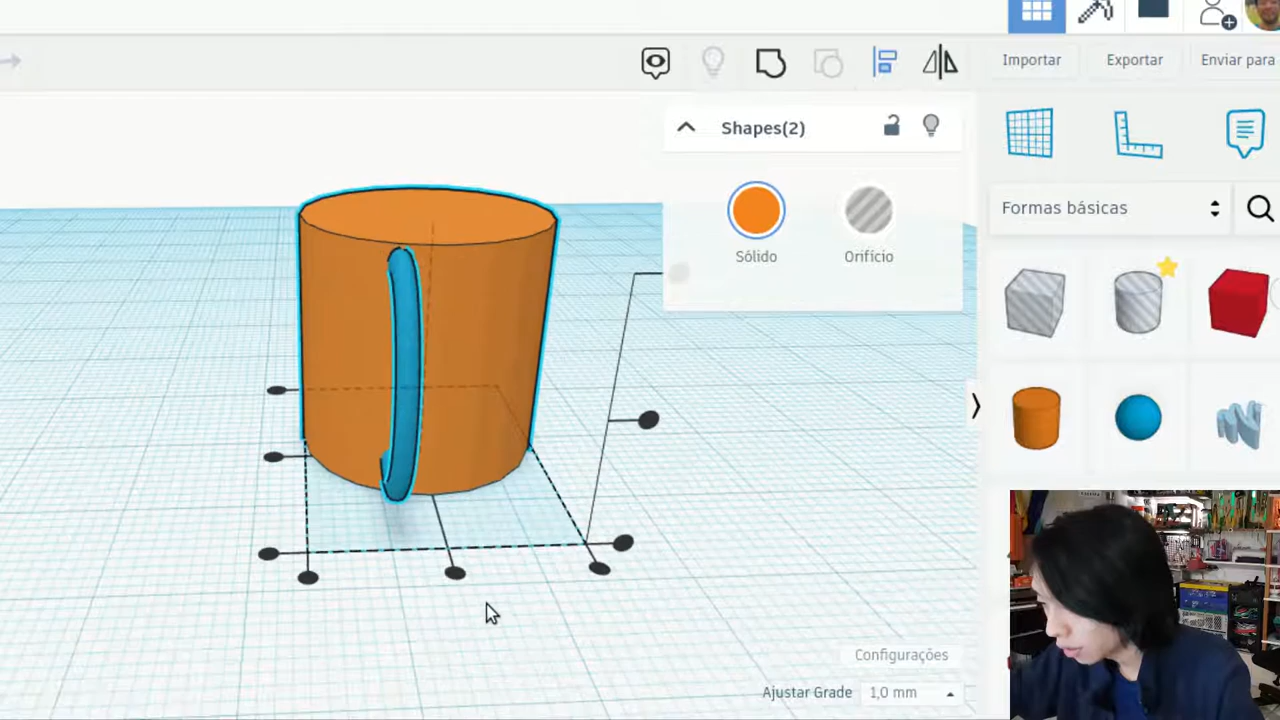 Importar
Exportar
Enviar para
Shapes(2)
Sólido
Orifício
Formas básicas
Configurações
Ajustar Grade
1,0 mm